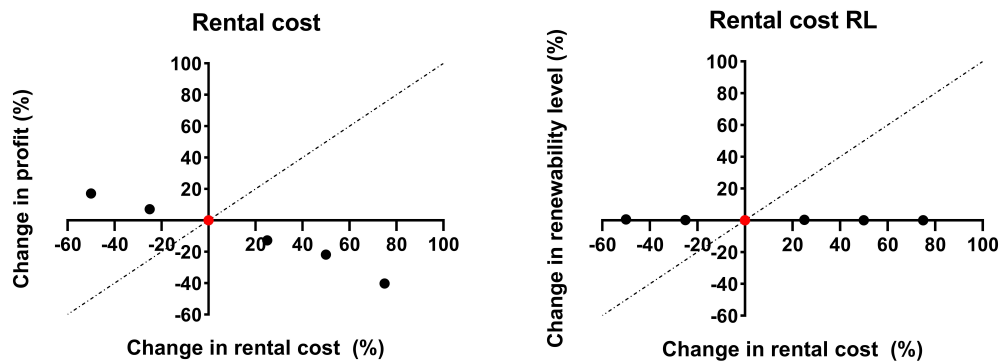 Rental cost
Change in profit (%)
100
80
60
40
20
-20
-40
-60
-60 -40 -20 20 40 60 80 100
Change in rental cost (%)
Rental cost RL
Change in renewability level (%)
100
80
60
40
20
-20
-40
-60
-60 -40 -20 20 40 60 80 100
Change in rental cost (%)